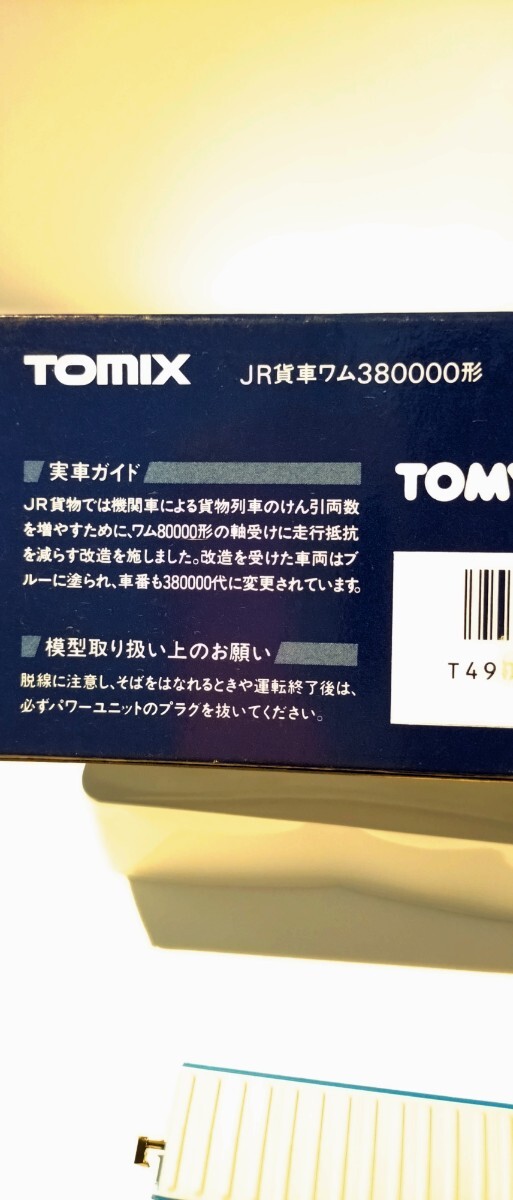 TOMIX JR貨車ワム380000形
実車ガイド
JR貨物では機関車による貨物列車のけん引両数
を増やすために、ワム80000形の軸受けに走行抵抗
を減らす改造を施しました。改造を受けた車両はブ
ルーに塗られ、車番も380000代に変更されています。
TOMY
模型取り扱い上のお願い
脱線に注意し、そばをはなれるときや運転終了後は、
必ずパワーユニットのプラグを抜いてください。
T49